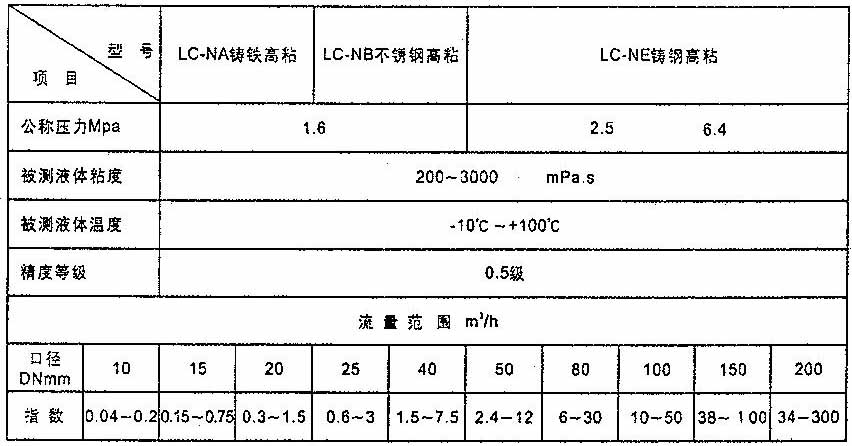 型 号
项 目
LC-NA铸铁高粘 LC-NB不锈钢高粘 LC-NE铸钢高粘
公称压力Mpa 1.6 2.5 6.4
被测液体粘度 200~3000 mPa.s
被测液体温度 -10℃~+100℃
精度等级 0.5级
流 量 范 围 m³/h
口径
DNmm 10 15 20 25 40 50 80 100 150 200
指 数 0.04~0.2 0.15~0.75 0.3~1.5 0.6~3 1.5~7.5 2.4~12 6~30 10~50 38~100 34~300